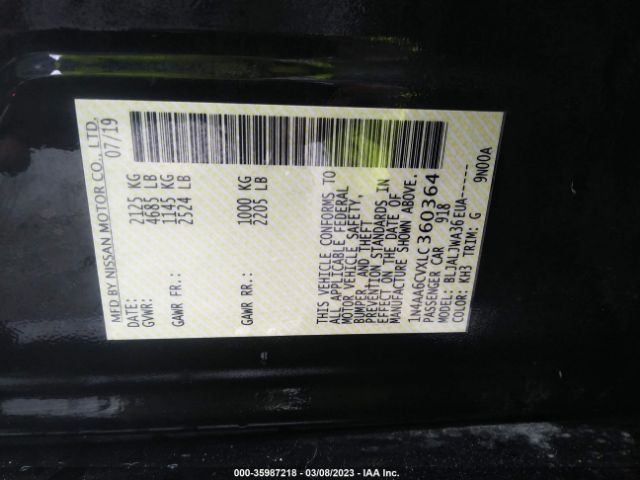 MFD.BY NISSAN MOTOR CO., LTD.
DATE: 07/19
GVWR: 2125 KG
4685 LB
GAWR FR.: 1145 KG
2524 LB
GAWR RR.: 1000 KG
2205 LB
THIS VEHICLE CONFORMS TO
ALL APPLICABLE FEDERAL
MOTOR VEHICLE SAFETY,
BUMPER, AND THEFT
PREVENTION STANDARDS IN
EFFECT ON THE DATE OF
MANUFACTURE SHOWN ABOVE.
1N4AA6CVXLC360364
PASSENGER CAR 918
MODEL: BLJALJWA36EUA------
COLOR: KH3 TRIM: G 9N00A
000-35987218 - 03/08/2023 - IAA Inc.